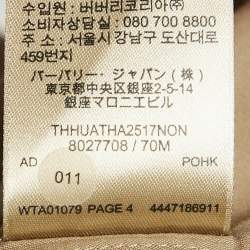 수입원 : 버버리코리아㈜
소비자상담실 : 080 700 8800
주소 : 서울시 강남구 도산대로
459번지
バーバリー・ジャパン（株）
東京都中央区銀座2-5-14
銀座マロニエビル
THHUATHA2517NON
8027708 / 70M
AD POHK
011
WTA01079 PAGE 4 4447186911